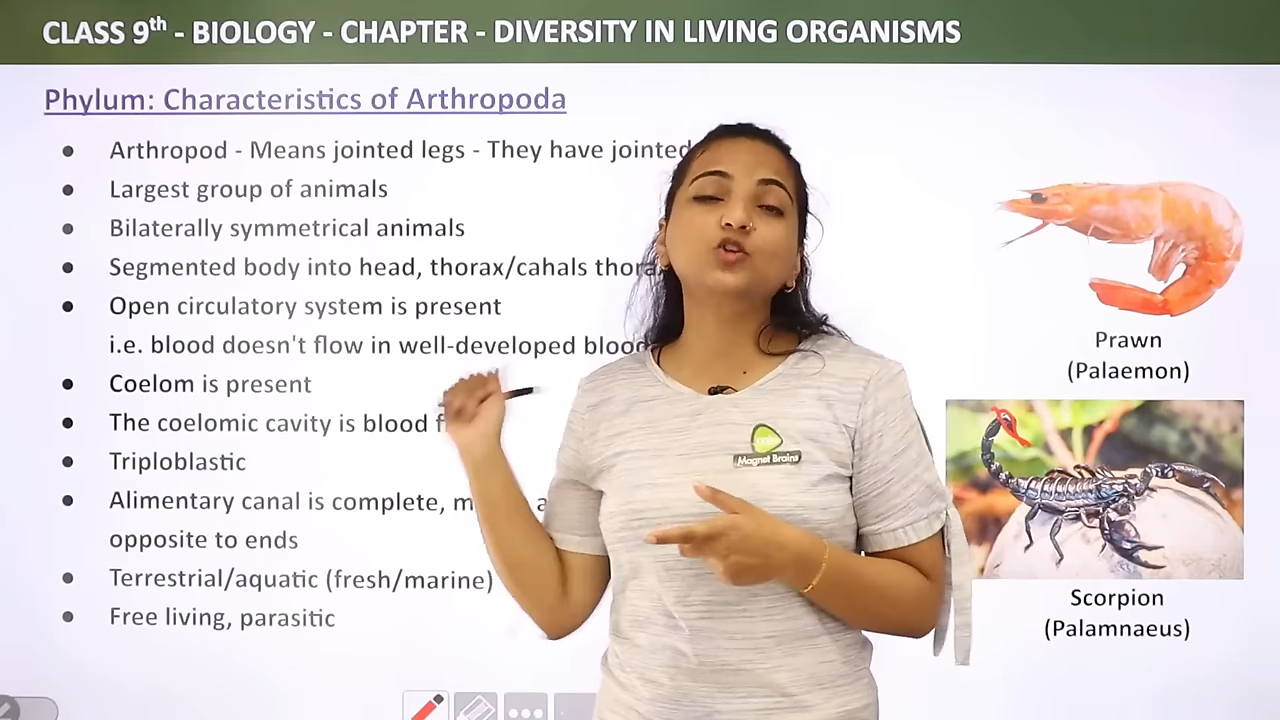 CLASS 9th - BIOLOGY - CHAPTER - DIVERSITY IN LIVING ORGANISMS
Phylum: Characteristics of Arthropoda
● Arthropod - Means jointed legs - They have jointed
● Largest group of animals
● Bilaterally symmetrical animals
● Segmented body into head, thorax/cahals
● Open circulatory system is present
i.e. blood doesn't flow in well-developed blood
● Coelom is present
● The coelomic cavity is blood
● Triploblastic
● Alimentary canal is complete,
opposite to ends
● Terrestrial/aquatic (fresh/marine)
● Free living, parasitic
Prawn
(Palaemon)
Scorpion
(Palamnaeus)
Magnet Brains